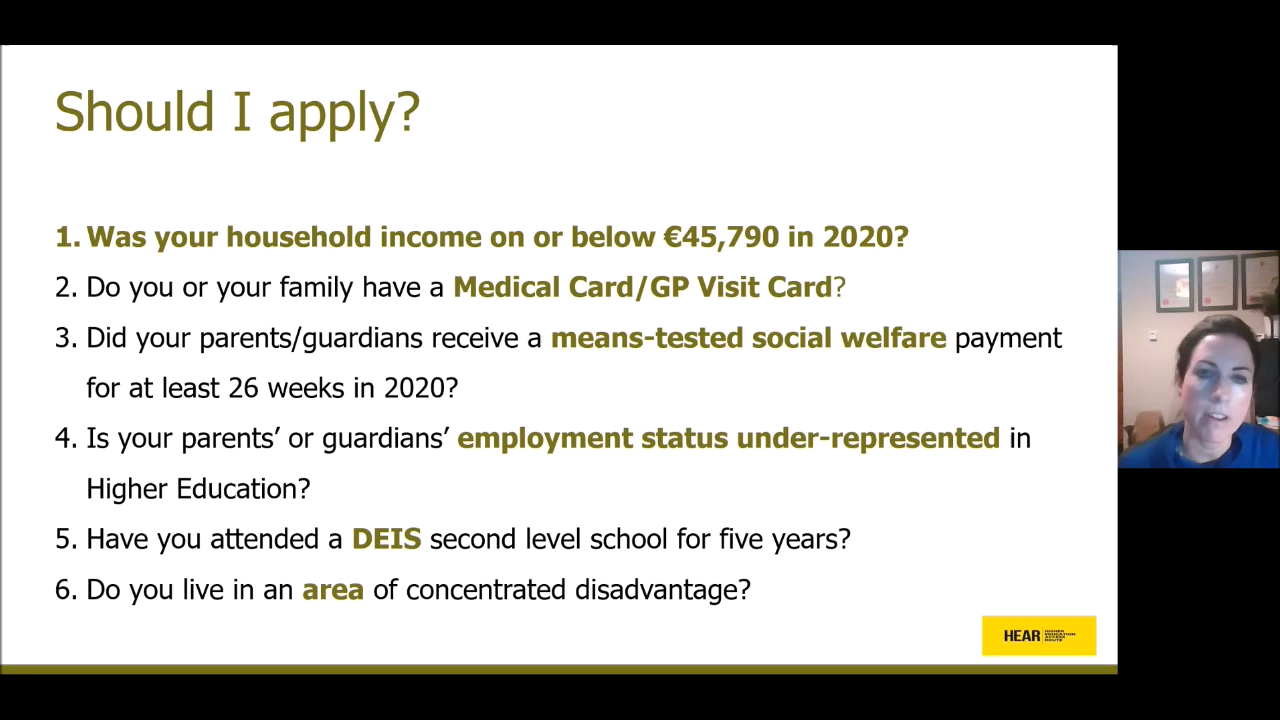 Should I apply?
1. Was your household income on or below €45,790 in 2020?
2. Do you or your family have a Medical Card/GP Visit Card?
3. Did your parents/guardians receive a means-tested social welfare payment
for at least 26 weeks in 2020?
4. Is your parents’ or guardians’ employment status under-represented in
Higher Education?
5. Have you attended a DEIS second level school for five years?
6. Do you live in an area of concentrated disadvantage?
HEAR
HIGHER
EDUCATION
ACCESS
ROUTE